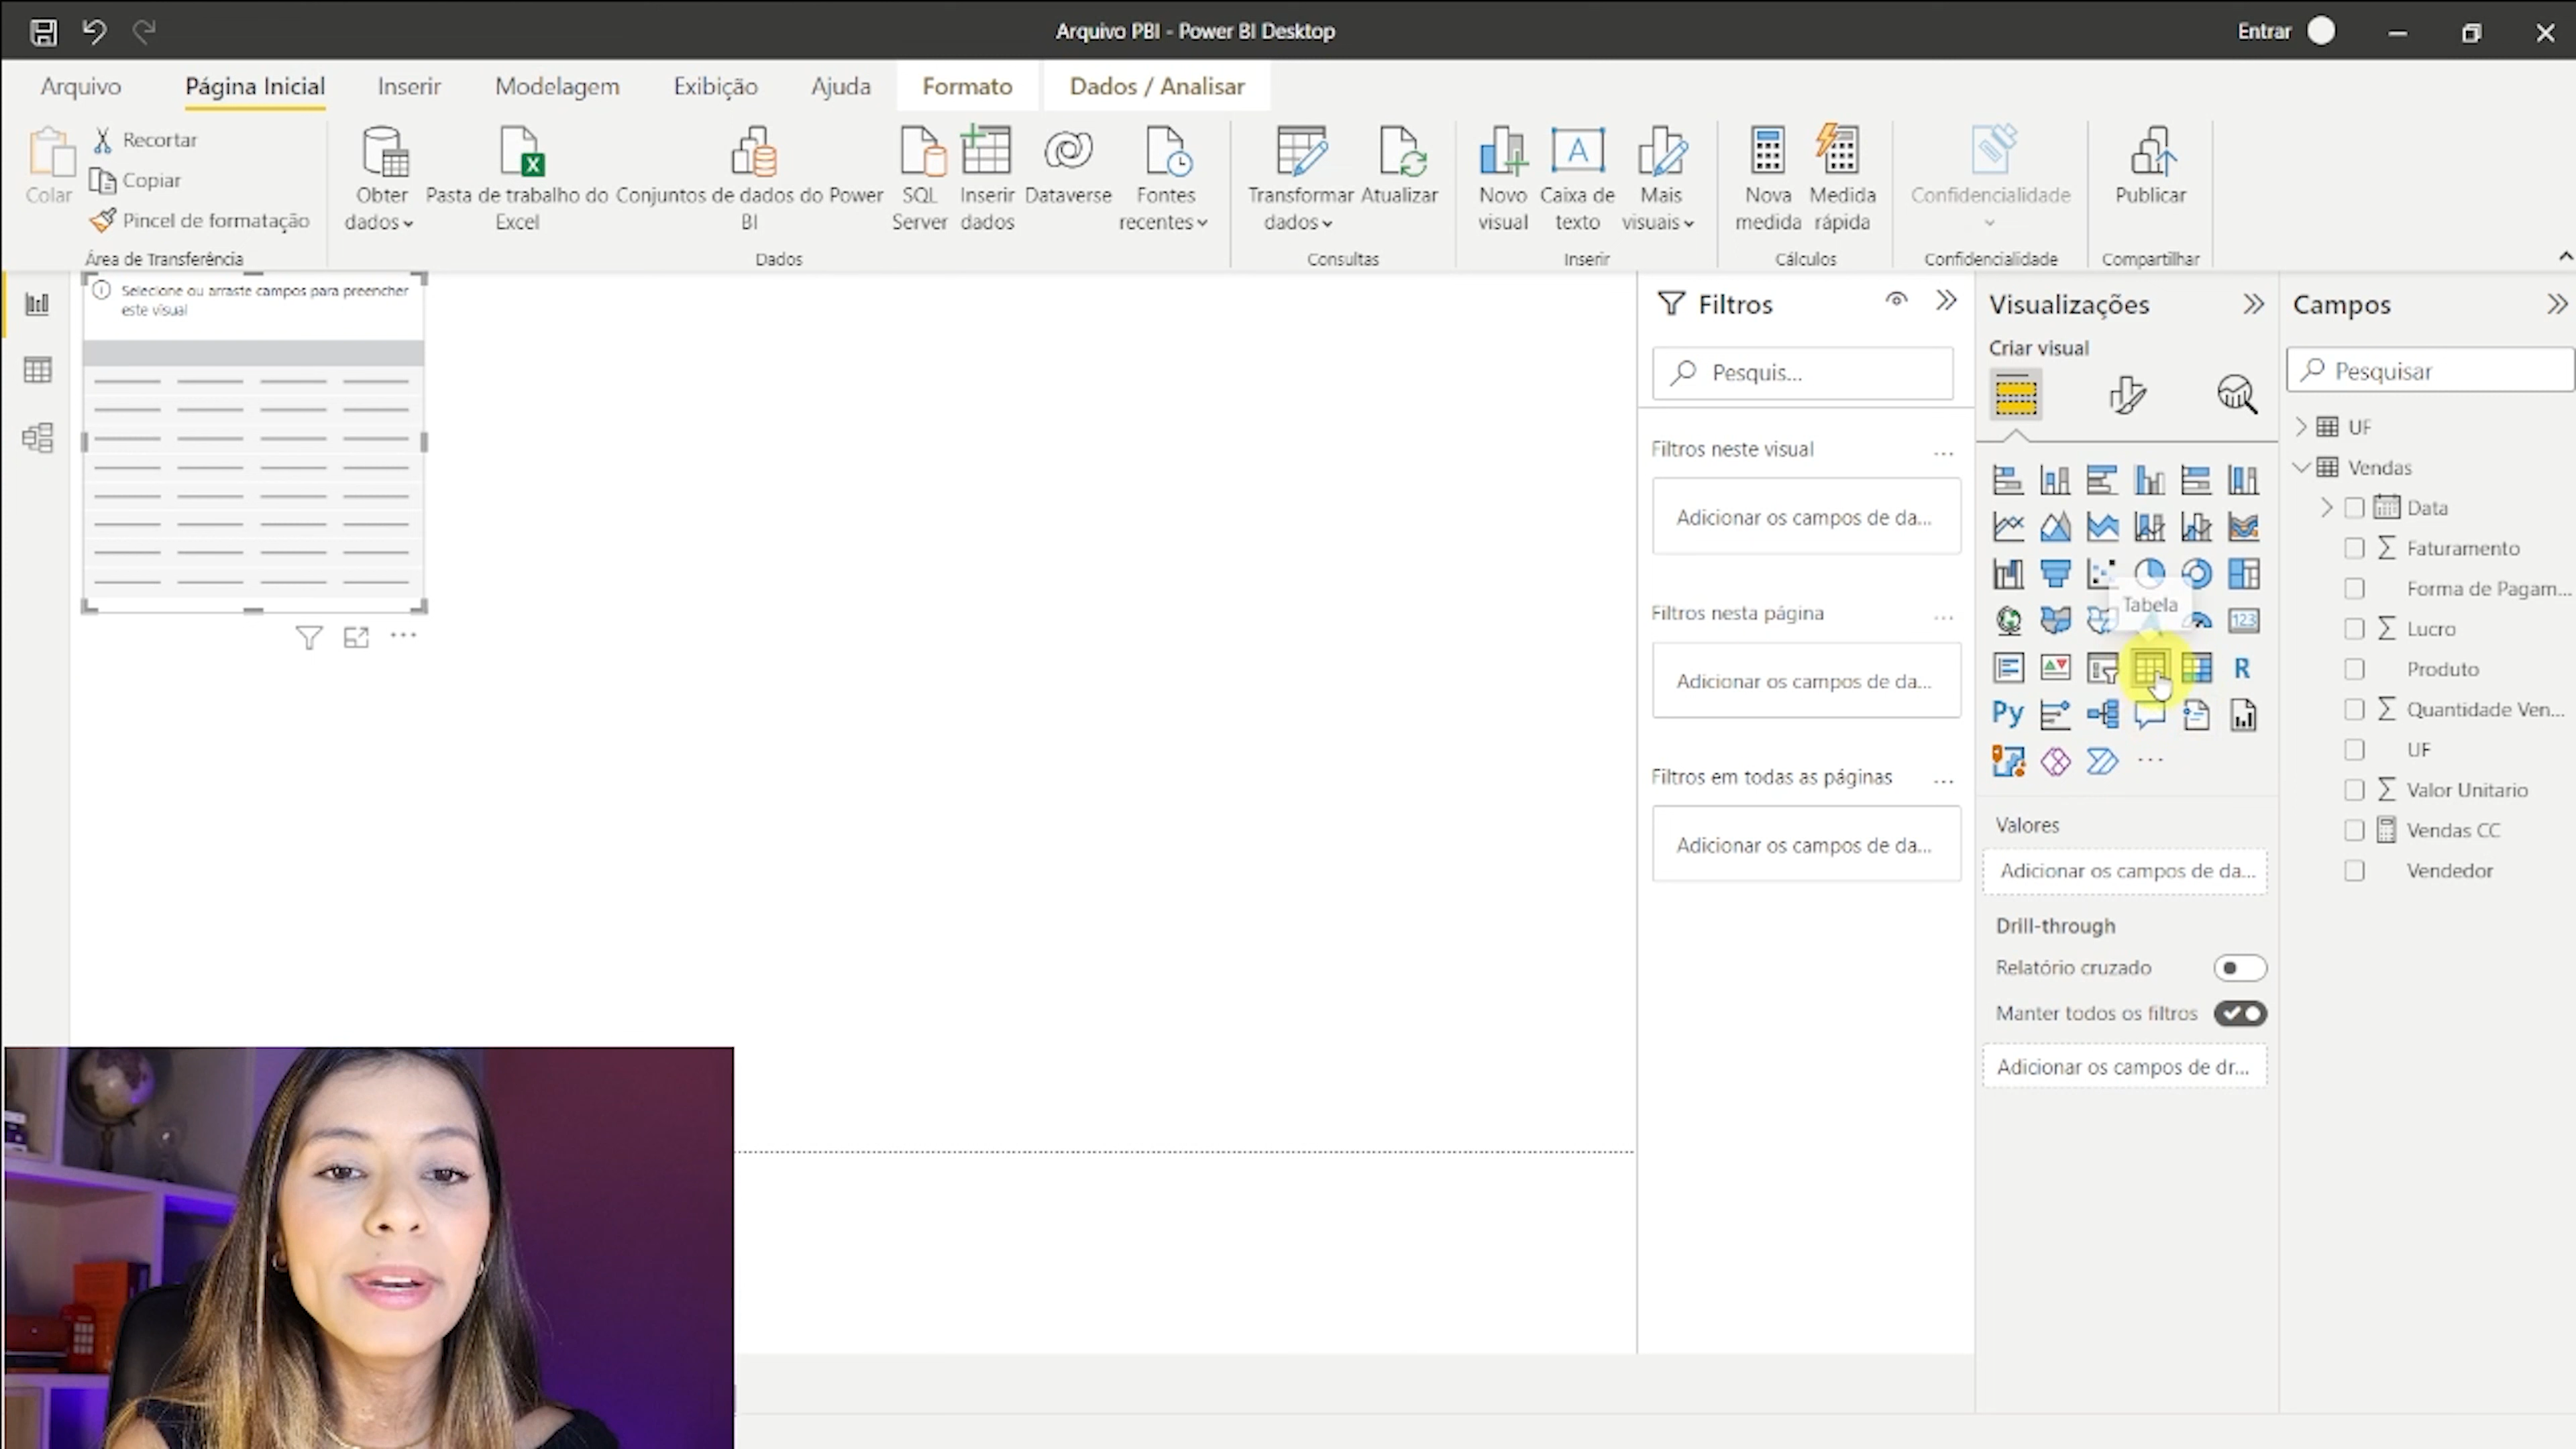 Arquivo PBI - Power BI Desktop
Entrar
Arquivo
Página Inicial
Inserir
Modelagem
Exibição
Ajuda
Formato
Dados / Analisar
Colar
Recortar
Copiar
Pincel de formatação
Área de Transferência
Obter
dados
Pasta de trabalho do
Excel
Conjuntos de dados do Power
BI
SQL
Server
Inserir
dados
Dataverse
Fontes
recentes
Dados
Transformar
dados
Atualizar
Consultas
Novo
visual
A
Caixa de
texto
Mais
visuais
Inserir
Nova
medida
Medida
rápida
Cálculos
Confidencialidade
Confidencialidade
Publicar
Compartilhar
Selecione ou arraste campos para preencher
este visual
Filtros
Pesquis...
Filtros neste visual
...
Adicionar os campos de da...
Filtros nesta página
...
Adicionar os campos de da...
Filtros em todas as páginas
...
Adicionar os campos de da...
Visualizações
Criar visual
Tabela
123
R
Py
...
Valores
Adicionar os campos de da...
Drill-through
Relatório cruzado
Manter todos os filtros
Adicionar os campos de dr...
Campos
Pesquisar
UF
Vendas
Data
Σ Faturamento
Forma de Pagam...
Σ Lucro
Produto
Σ Quantidade Ven...
UF
Σ Valor Unitario
Vendas CC
Vendedor